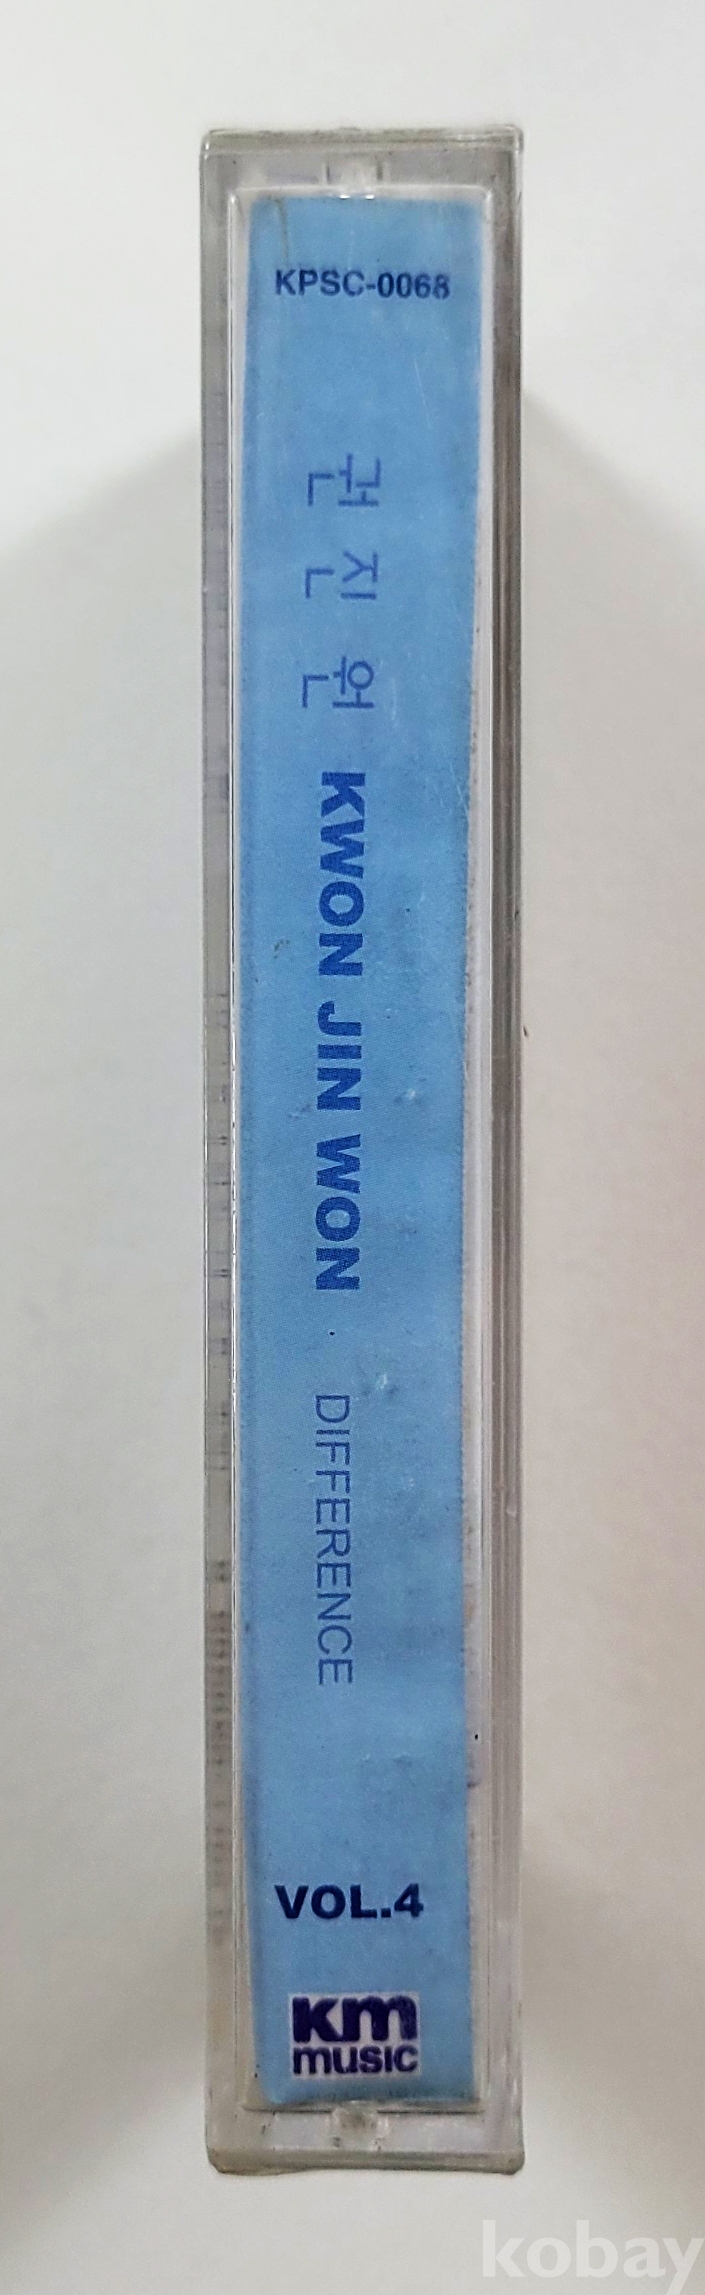 KPSC-0068
권진원 KWON JIN WON · DIFFERENCE
VOL.4
km
music
kobay